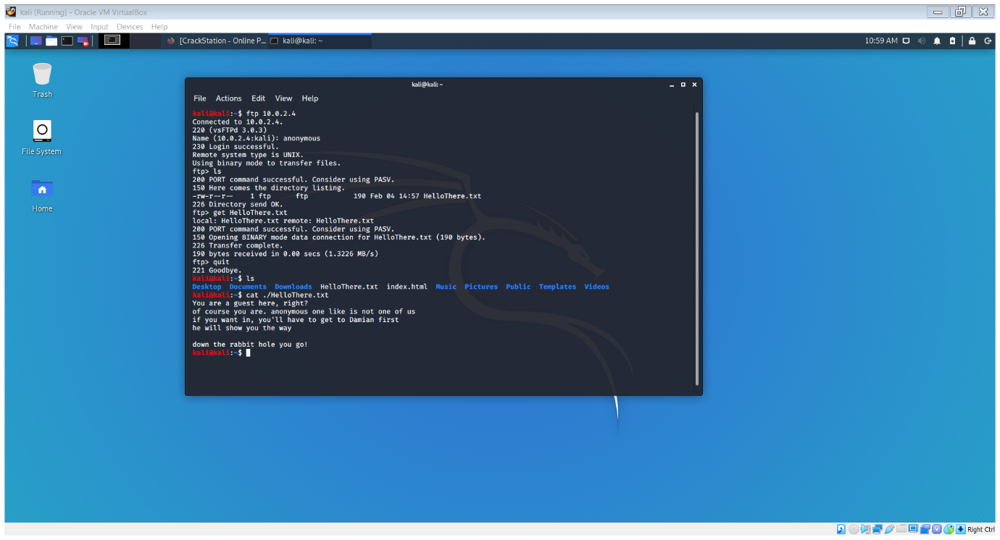 kali [Running] - Oracle VM VirtualBox
File Machine View Input Devices Help
[CrackStation - Online P... kali@kali: ~ 10:59 AM
Trash
File System
Home
kali@kali: ~
File Actions Edit View Help
kali@kali:~$ ftp 10.0.2.4
Connected to 10.0.2.4.
220 (vsFTPd 3.0.3)
Name (10.0.2.4:kali): anonymous
230 Login successful.
Remote system type is UNIX.
Using binary mode to transfer files.
ftp> ls
200 PORT command successful. Consider using PASV.
150 Here comes the directory listing.
-rw-r--r-- 1 ftp ftp 190 Feb 04 14:57 HelloThere.txt
226 Directory send OK.
ftp> get HelloThere.txt
local: HelloThere.txt remote: HelloThere.txt
200 PORT command successful. Consider using PASV.
150 Opening BINARY mode data connection for HelloThere.txt (190 bytes).
226 Transfer complete.
190 bytes received in 0.00 secs (1.3226 MB/s)
ftp> quit
221 Goodbye.
kali@kali:~$ ls
Desktop Documents Downloads HelloThere.txt index.html Music Pictures Public Templates Videos
kali@kali:~$ cat ./HelloThere.txt
You are a guest here, right?
of course you are. anonymous one like is not one of us
if you want in, you'll have to get to Damian first
he will show you the way
down the rabbit hole you go!
kali@kali:~$
Right Ctrl